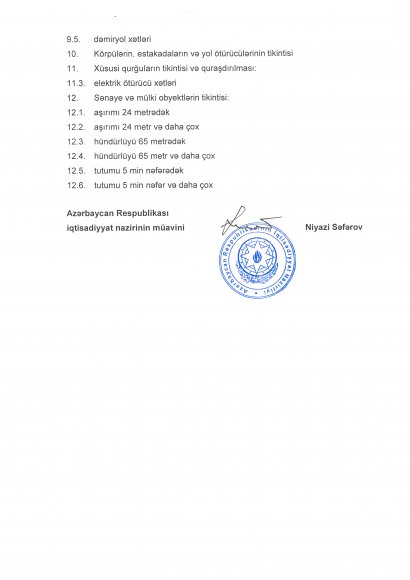 9.5. dəmiryol xətləri
10. Körpülərin, estakadaların və yol ötürücülərinin tikintisi
11. Xüsusi qurğuların tikintisi və quraşdırılması:
11.3. elektrik ötürücü xətləri
12. Sənaye və mülki obyektlərin tikintisi:
12.1. aşırımı 24 metrədək
12.2. aşırımı 24 metr və daha çox
12.3. hündürlüyü 65 metrədək
12.4. hündürlüyü 65 metr və daha çox
12.5. tutumu 5 min nəfərədək
12.6. tutumu 5 min nəfər və daha çox
Azərbaycan Respublikası
iqtisadiyyat nazirinin müavini
Niyazi Səfərov
Azərbaycan Respublikasının İqtisadiyyat Nazirliyi